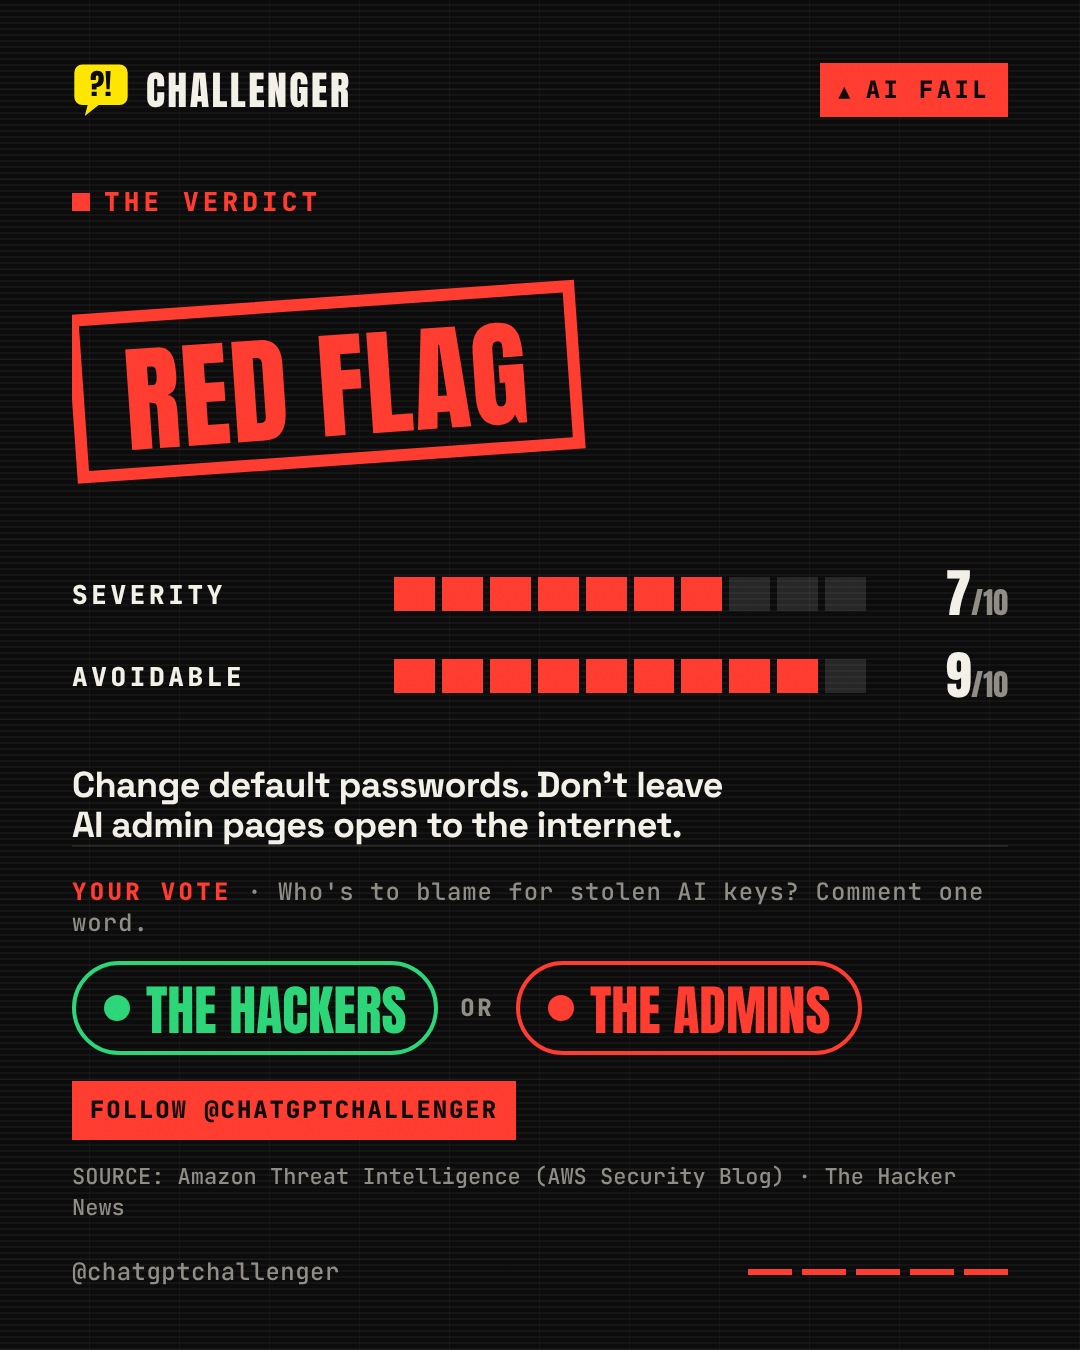 ?! CHALLENGER
▲ AI FAIL
THE VERDICT
RED FLAG
SEVERITY 7/10
AVOIDABLE 9/10
Change default passwords. Don’t leave
AI admin pages open to the internet.
YOUR VOTE · Who's to blame for stolen AI keys? Comment one
word.
THE HACKERS OR THE ADMINS
FOLLOW @CHATGPTCHALLENGER
SOURCE: Amazon Threat Intelligence (AWS Security Blog) · The Hacker
News
@chatgptchallenger